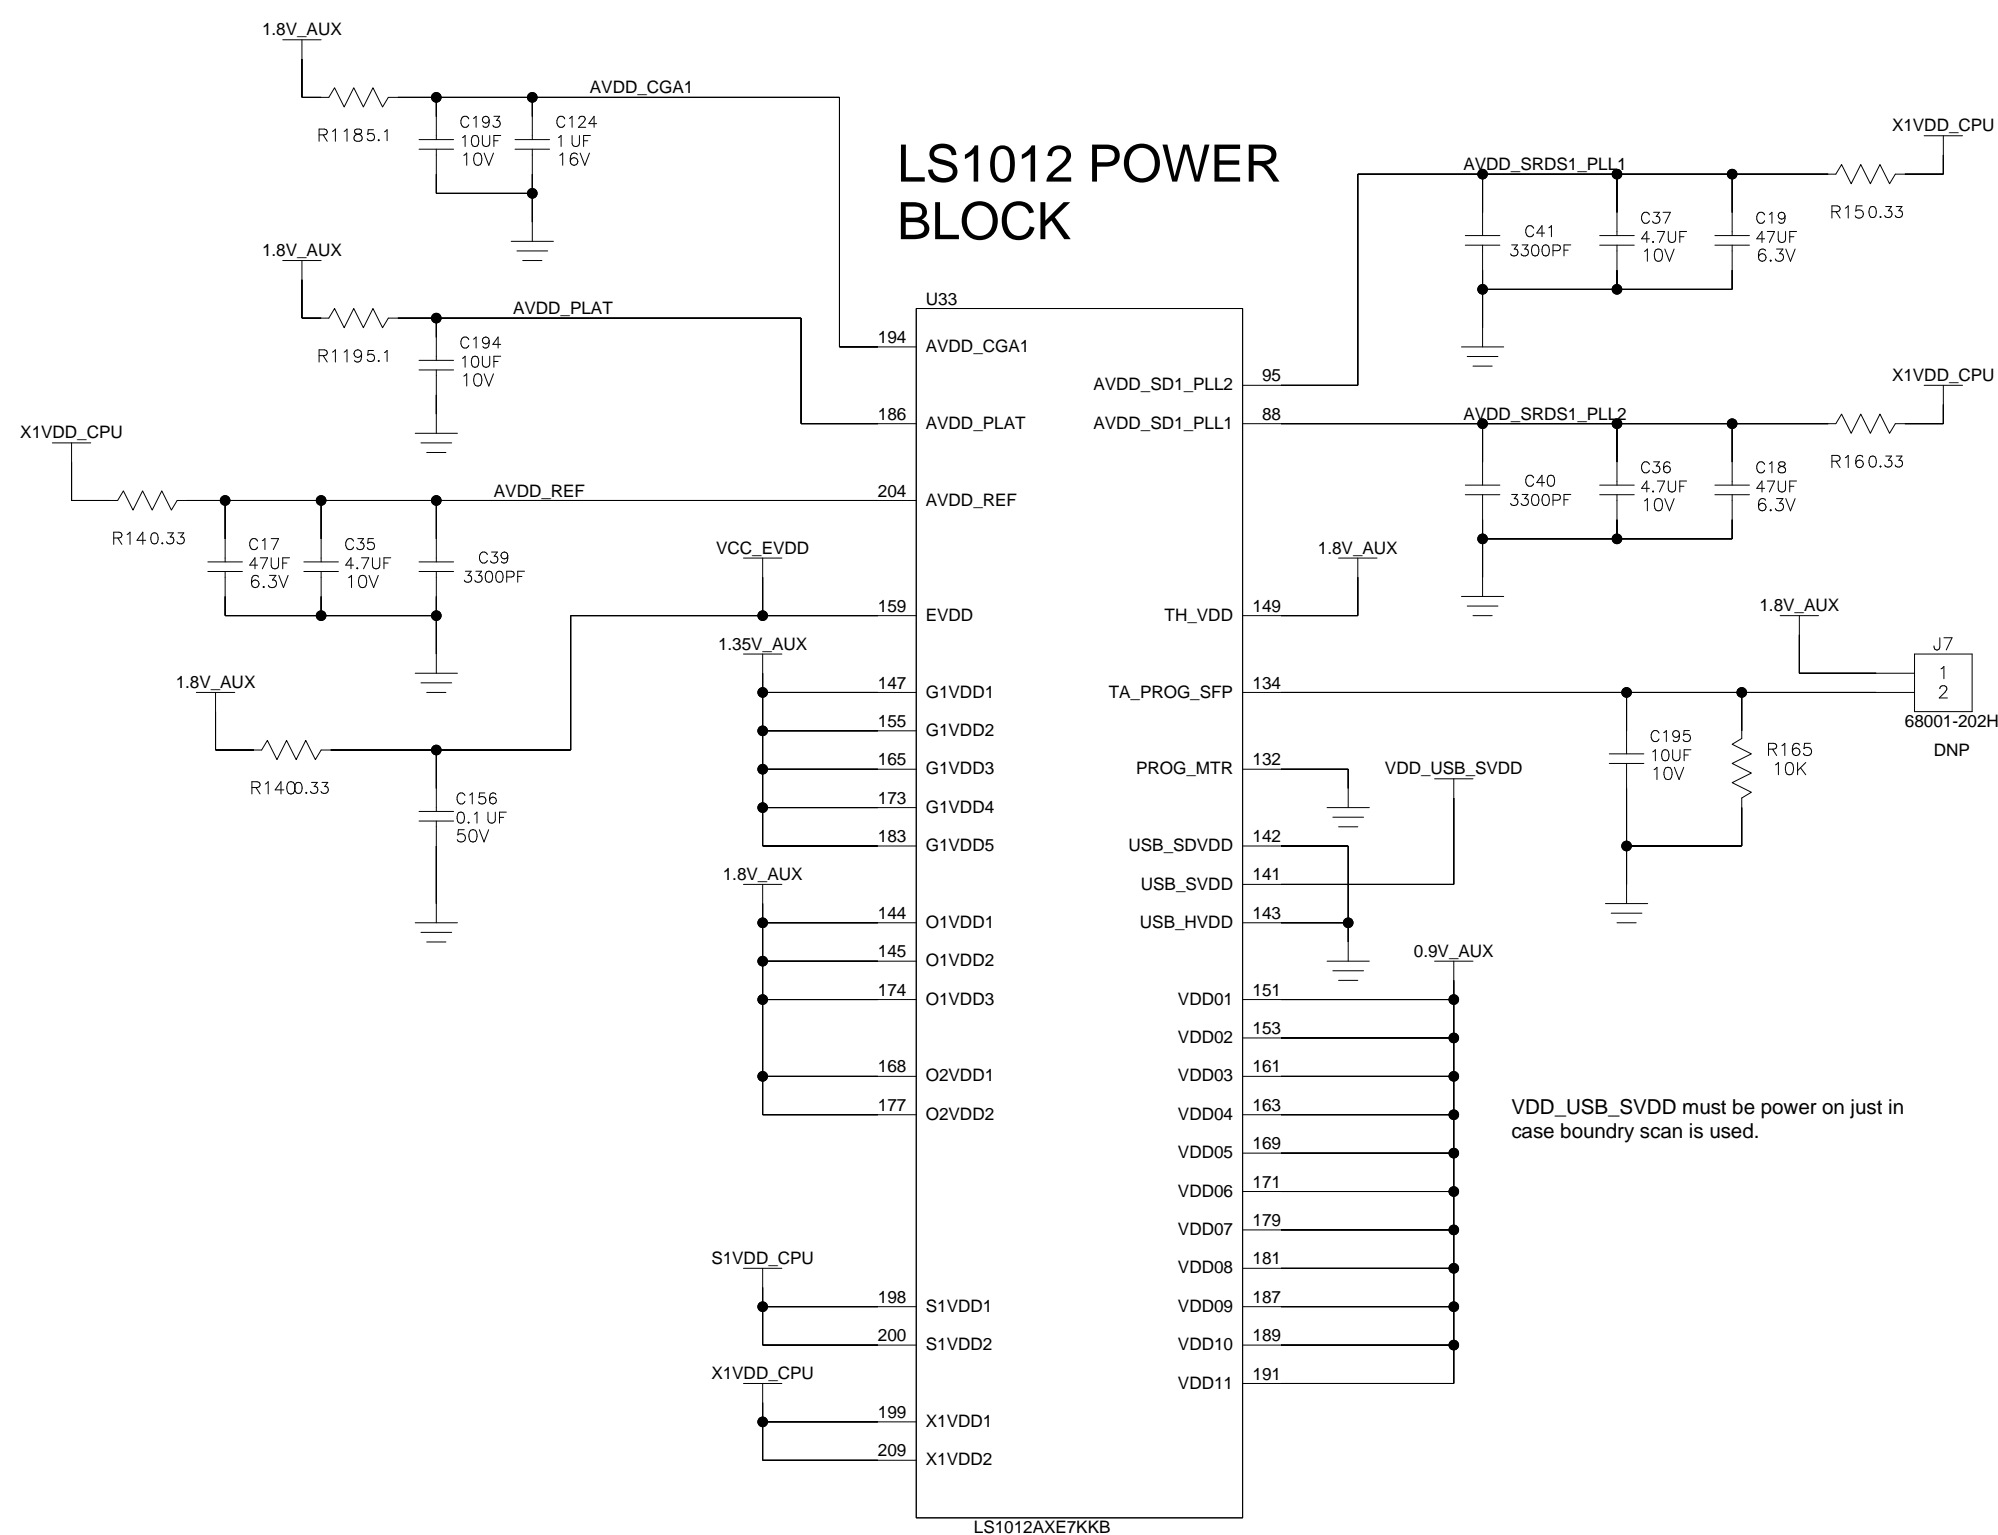 1.8V_AUX
AVDD_CGA1
R1185.1
C193
10UF
10V
C124
1UF
16V
LS1012 POWER
BLOCK
X1VDD_CPU
AVDD_SRDS1_PLL1
R150.33
C41
3300PF
C37
4.7UF
10V
C19
47UF
6.3V
1.8V_AUX
AVDD_PLAT
R1195.1
C194
10UF
10V
X1VDD_CPU
AVDD_SRDS1_PLL2
R160.33
C40
3300PF
C36
4.7UF
10V
C18
47UF
6.3V
X1VDD_CPU
AVDD_REF
R140.33
C17
47UF
6.3V
C35
4.7UF
10V
C39
3300PF
VCC_EVDD
1.35V_AUX
1.8V_AUX
R1400.33
C156
0.1UF
50V
1.8V_AUX
S1VDD_CPU
X1VDD_CPU
U33
194 AVDD_CGA1
186 AVDD_PLAT
204 AVDD_REF
159 EVDD
147 G1VDD1
155 G1VDD2
165 G1VDD3
173 G1VDD4
183 G1VDD5
144 O1VDD1
145 O1VDD2
174 O1VDD3
168 O2VDD1
177 O2VDD2
198 S1VDD1
200 S1VDD2
199 X1VDD1
209 X1VDD2
AVDD_SD1_PLL2 95
AVDD_SD1_PLL1 88
TH_VDD 149
TA_PROG_SFP 134
PROG_MTR 132
USB_SDVDD 142
USB_SVDD 141
USB_HVDD 143
VDD01 151
VDD02 153
VDD03 161
VDD04 163
VDD05 169
VDD06 171
VDD07 179
VDD08 181
VDD09 187
VDD10 189
VDD11 191
LS1012AXE7KKB
1.8V_AUX
1.8V_AUX
J7
1
2
68001-202H
DNP
C195
10UF
10V
R165
10K
VDD_USB_SVDD
0.9V_AUX
VDD_USB_SVDD must be power on just in
case boundry scan is used.